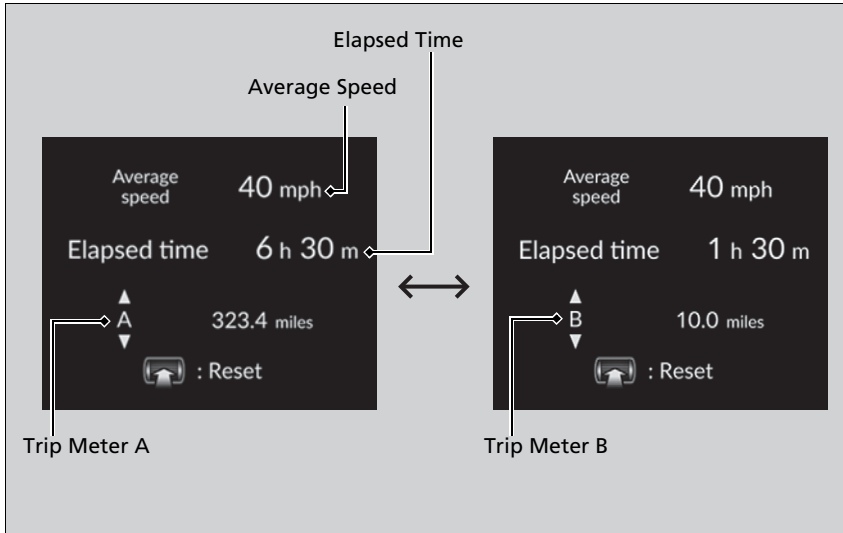 Elapsed Time
Average Speed
Average
speed
40 mph
Elapsed time 6 h 30 m
A 323.4 miles
: Reset
Trip Meter A
Average
speed
40 mph
Elapsed time 1 h 30 m
B 10.0 miles
: Reset
Trip Meter B